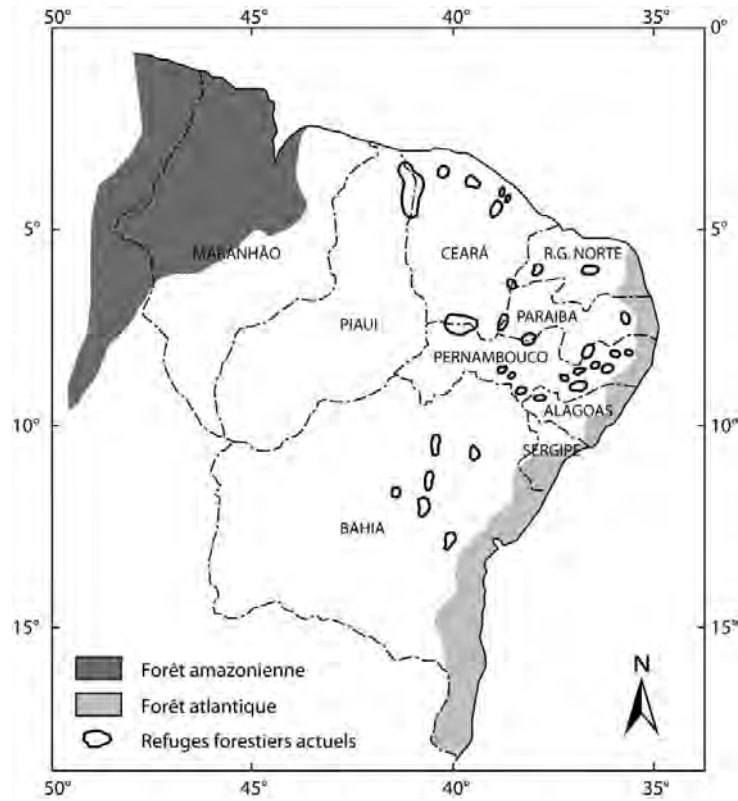 50° 45° 40° 35°
0° 
5° 5°
MARANHÃO CEARÁ R.G. NORTE
PIAUI PARAIBA
PERNAMBOUCO
10° 10°
ALAGOAS
SERGIPE
BAHIA
15° 15°
Forêt amazonienne
Forêt atlantique
Refuges forestiers actuels
N
50° 45° 40° 35°